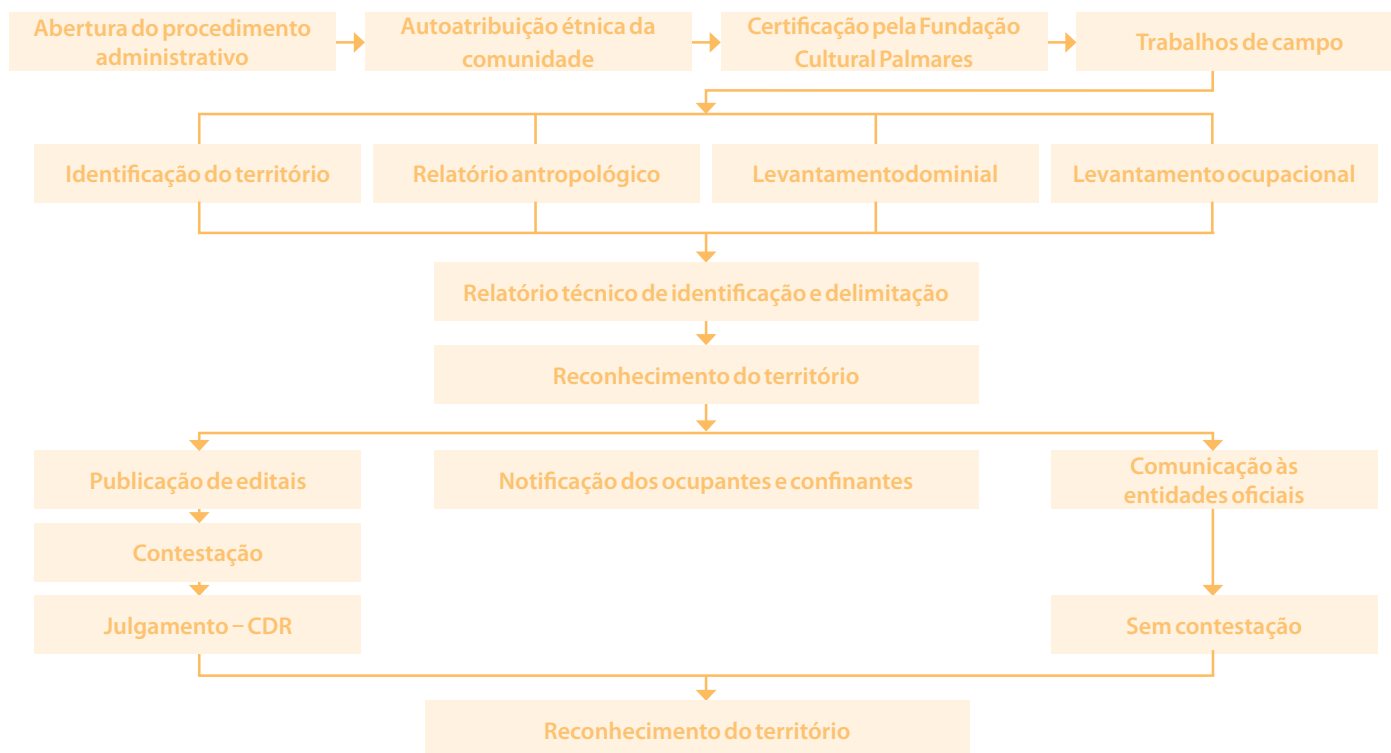 Abertura do procedimento
administrativo
Autoatribuição étnica da
comunidade
Certificação pela Fundação
Cultural Palmares
Trabalhos de campo
Identificação do território
Relatório antropológico
Levantamentodominial
Levantamento ocupacional
Relatório técnico de identificação e delimitação
Reconhecimento do território
Publicação de editais
Notificação dos ocupantes e confinantes
Comunicação às
entidades oficiais
Contestação
Julgamento – CDR
Sem contestação
Reconhecimento do território